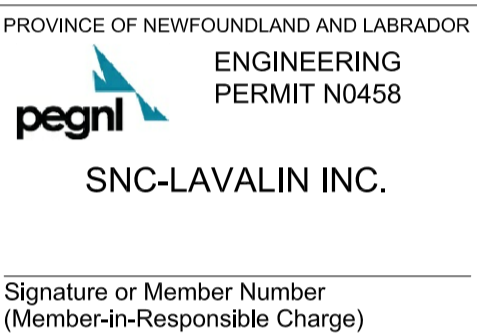 PROVINCE OF NEWFOUNDLAND AND LABRADOR
ENGINEERING
PERMIT N0458
pegnl
SNC-LAVALIN INC.
Signature or Member Number
(Member-in-Responsible Charge)